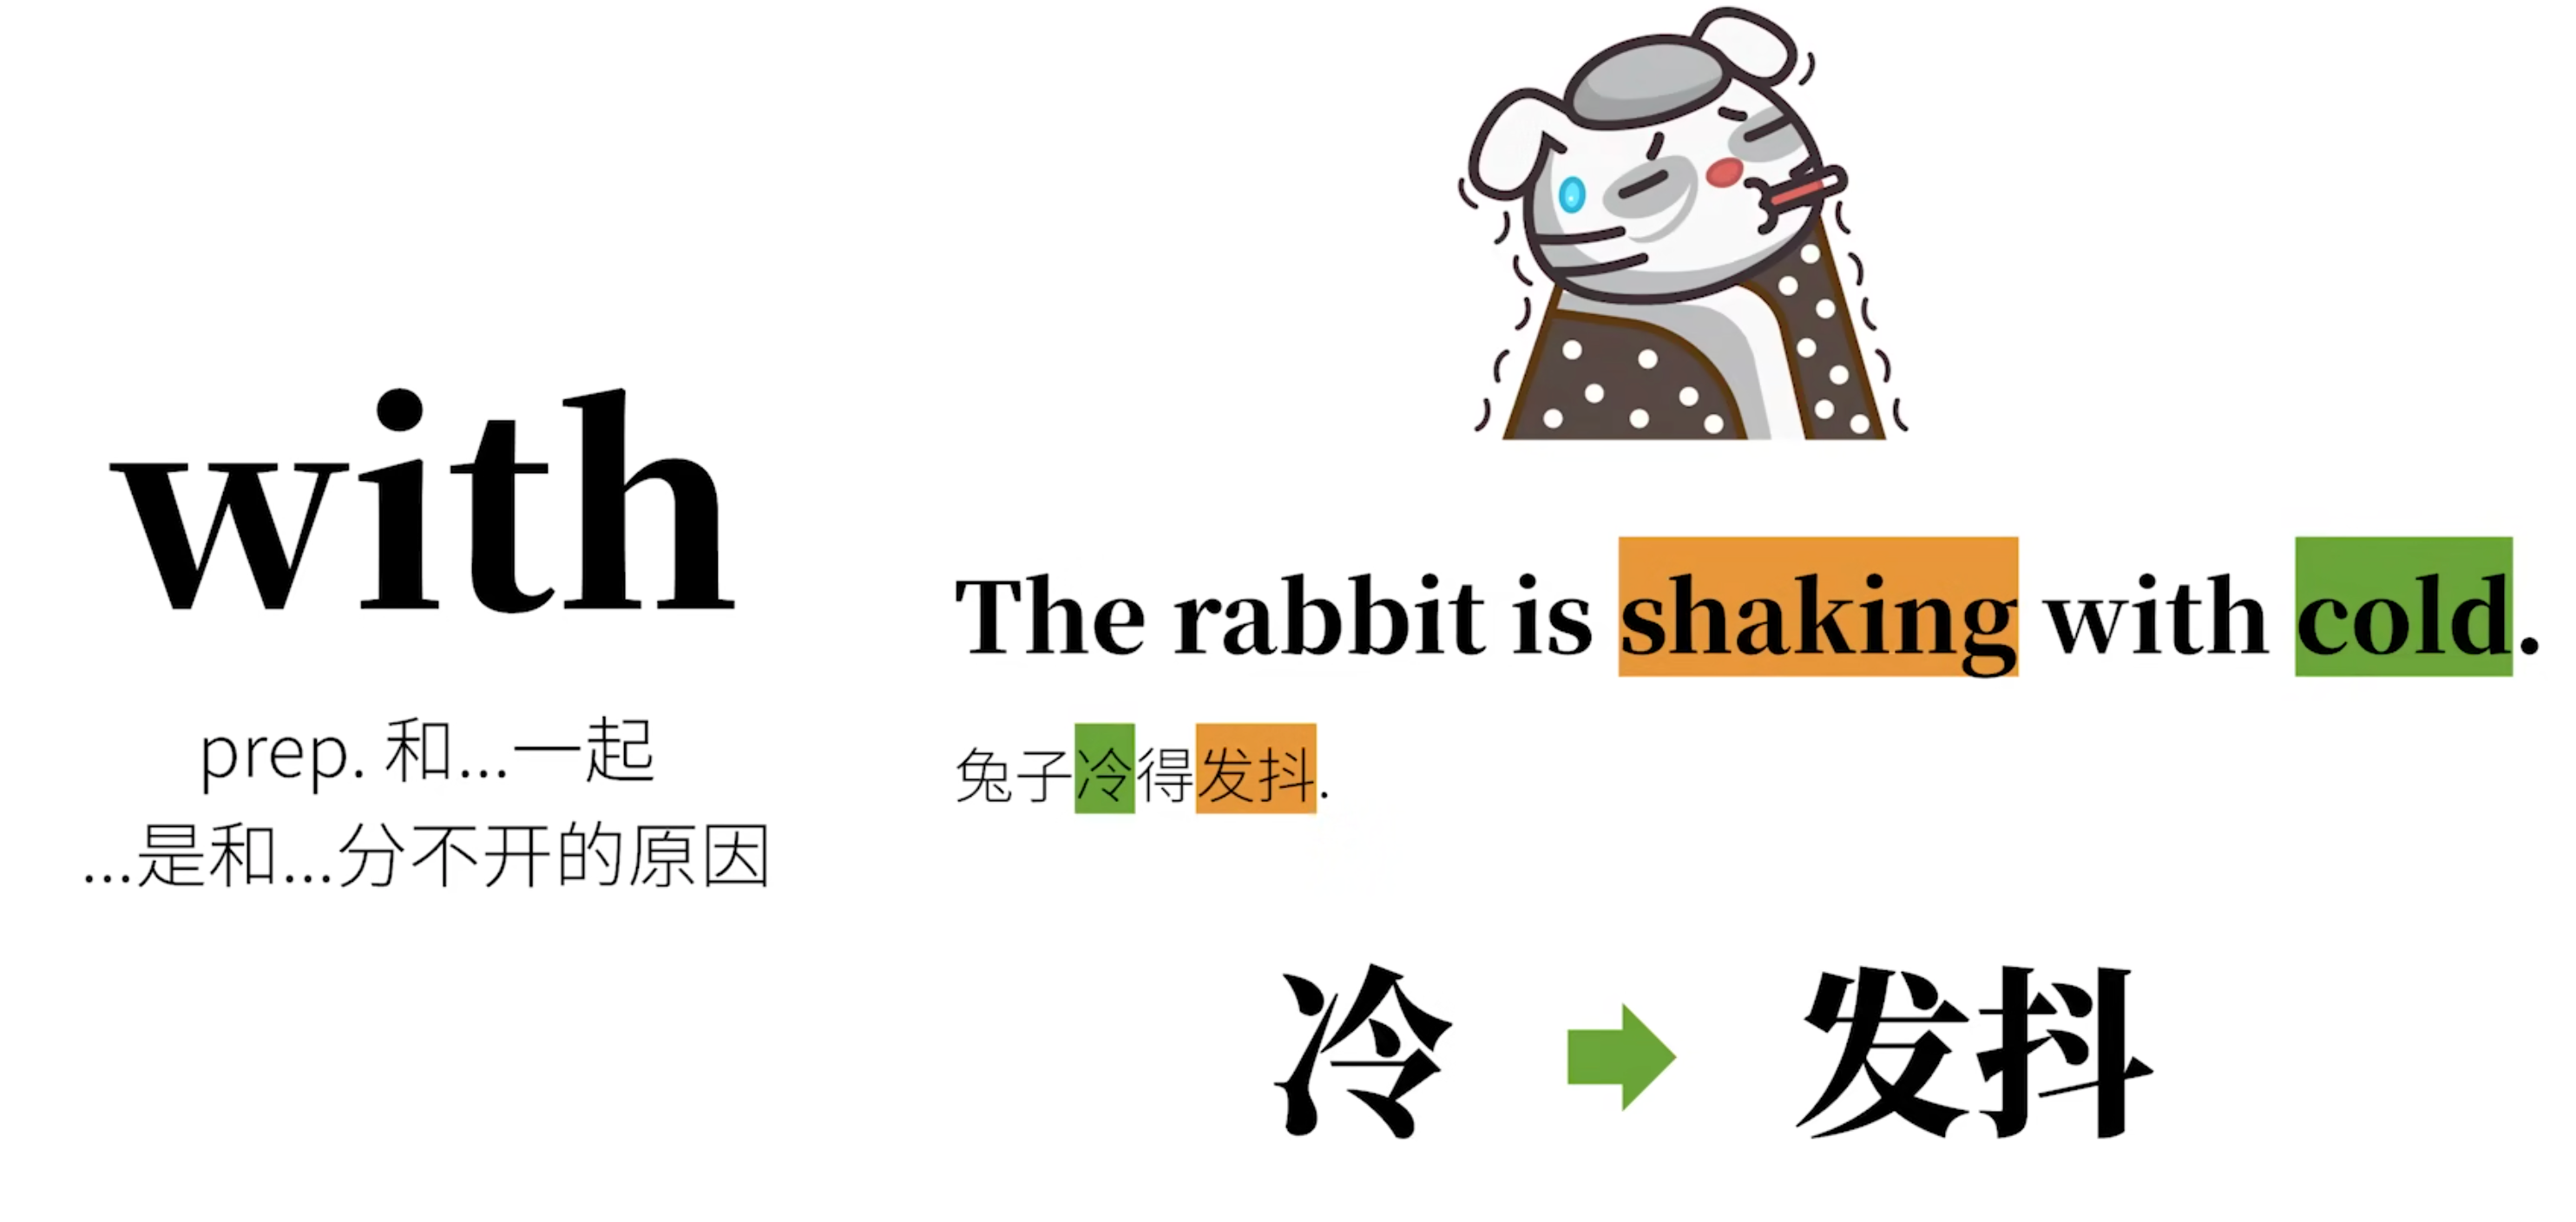 with
prep. 和...一起
...是和...分不开的原因
The rabbit is shaking with cold.
兔子冷得发抖.
冷 发抖